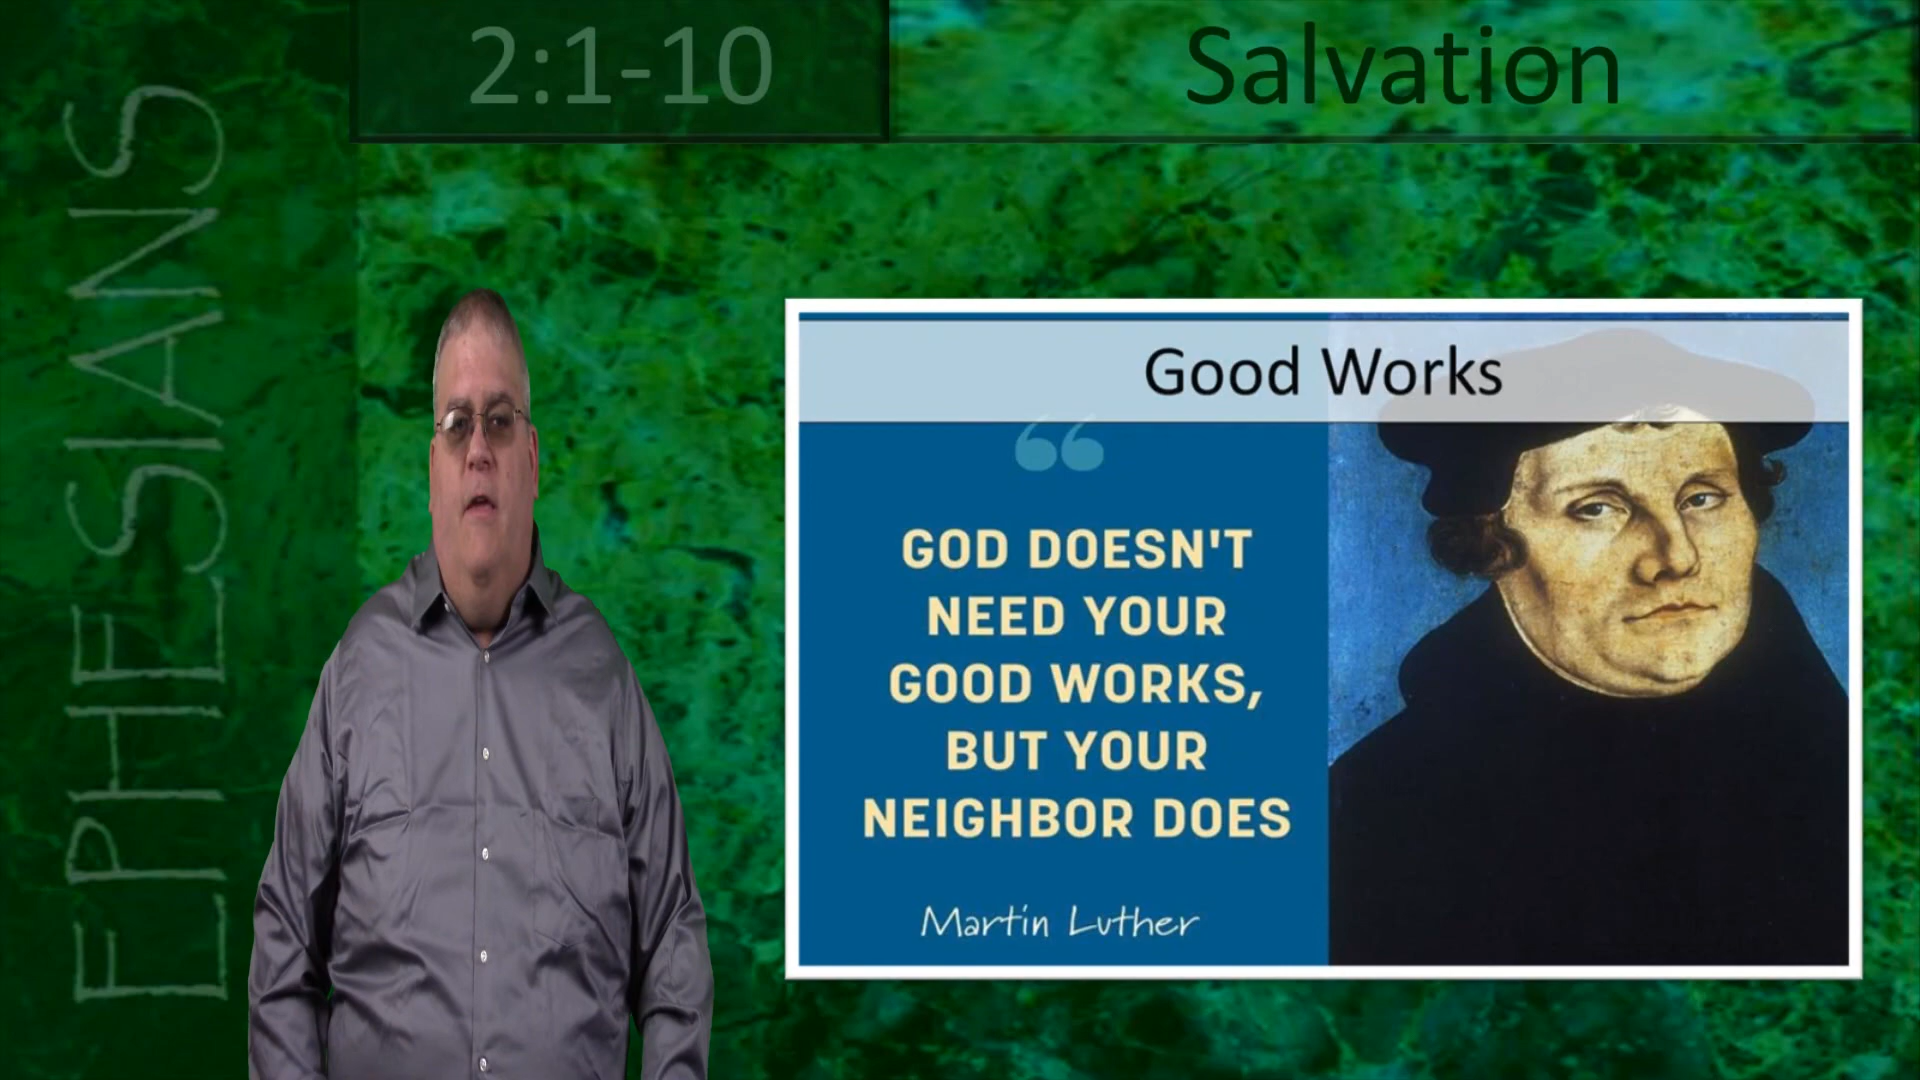 EPHESIANS
2:1-10
Salvation
Good Works
“
GOD DOESN'T
NEED YOUR
GOOD WORKS,
BUT YOUR
NEIGHBOR DOES
Martin Luther